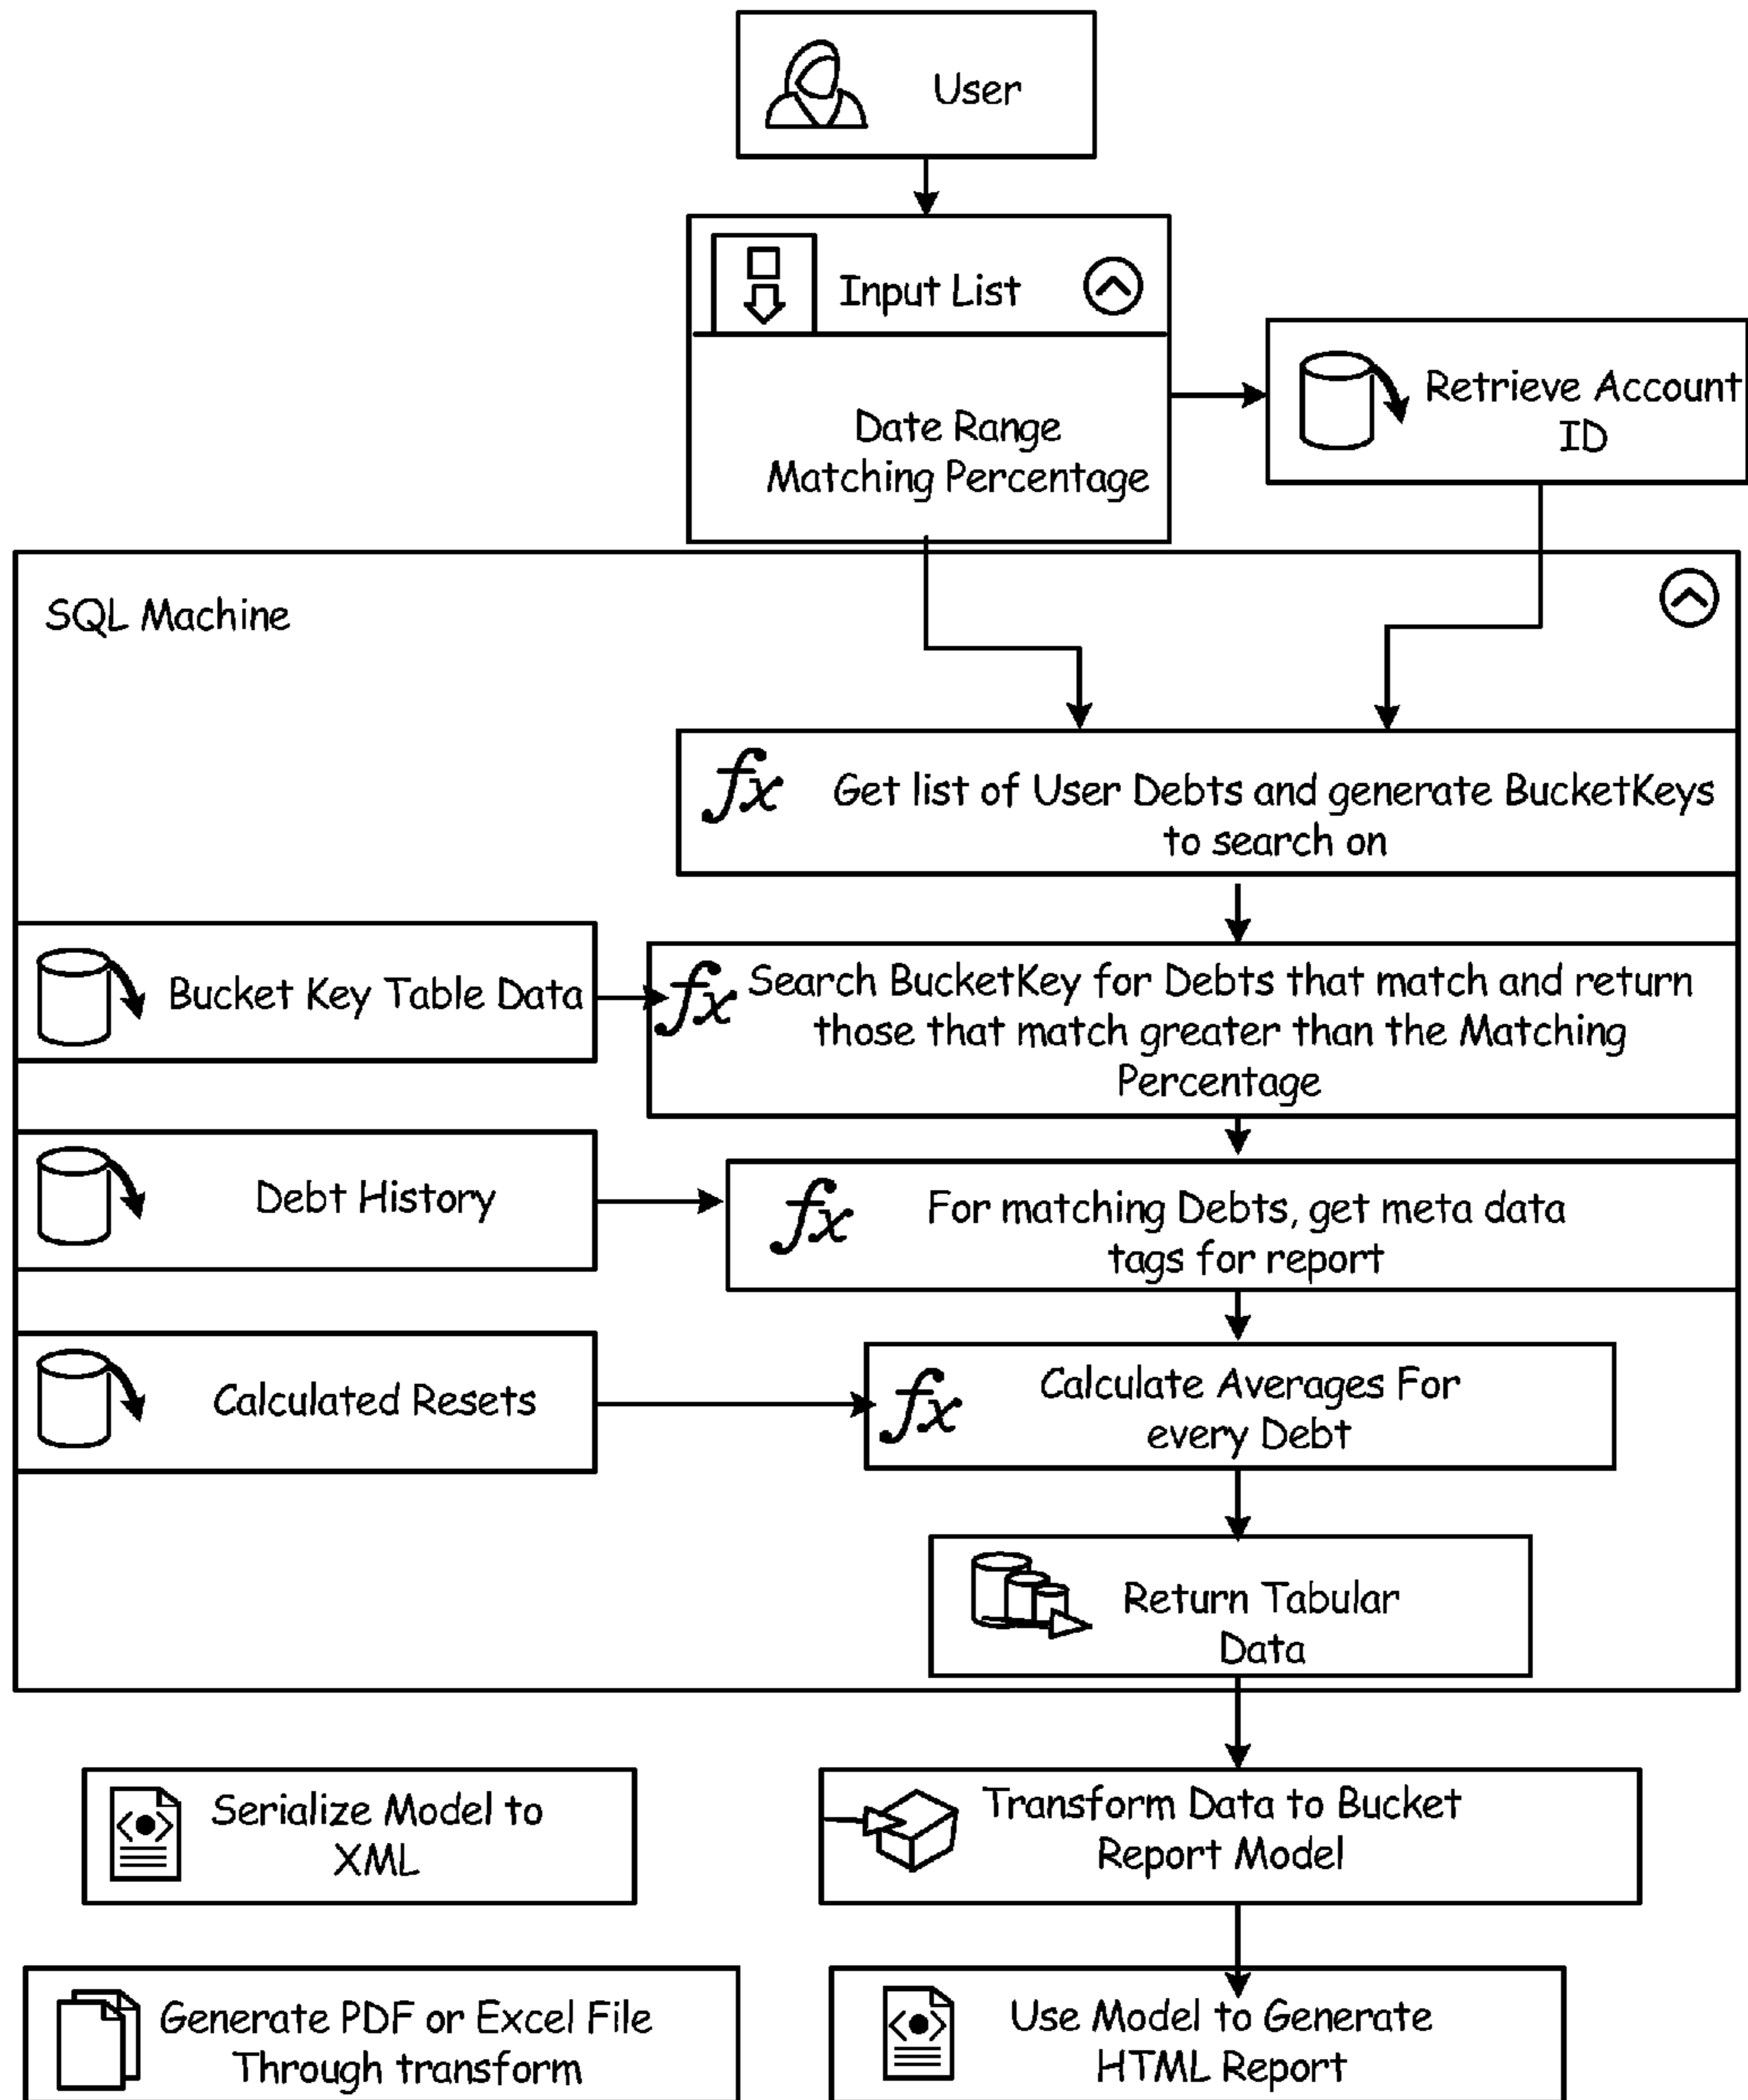 User
Input List
Date Range
Matching Percentage
Retrieve Account
ID
SQL Machine
fx
Get list of User Debts and generate BucketKeys
to search on
Bucket Key Table Data
fx
Search BucketKey for Debts that match and return
those that match greater than the Matching
Percentage
Debt History
fx
For matching Debts, get meta data
tags for report
Calculated Resets
fx
Calculate Averages For
every Debt
Return Tabular
Data
Serialize Model to
XML
Transform Data to Bucket
Report Model
Generate PDF or Excel File
Through transform
Use Model to Generate
HTML Report